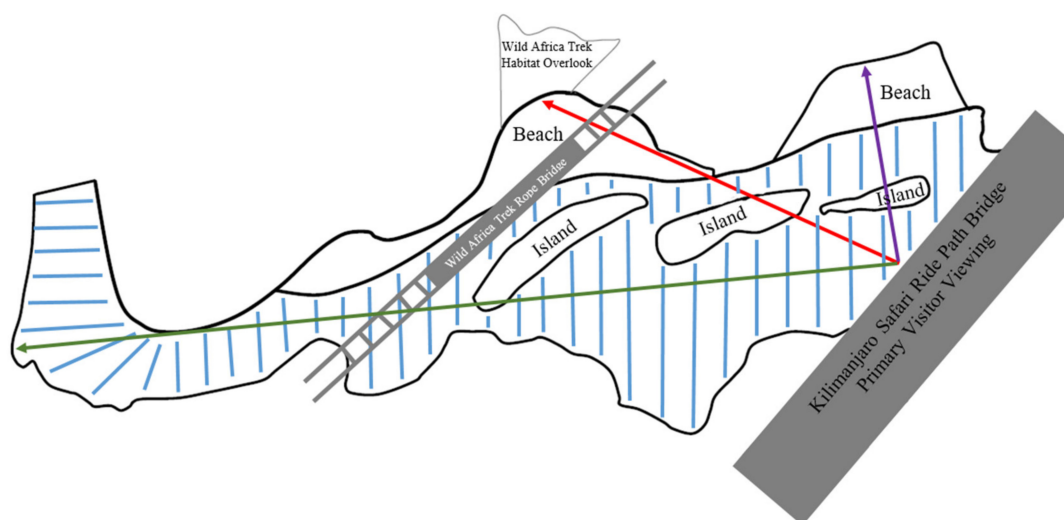 Wild Africa Trek
Habitat Overlook
Beach
Beach
Wild Africa Trek Rope Bridge
Island
Island
Island
Kilimanjaro Safari Ride Path Bridge
Primary Visitor Viewing